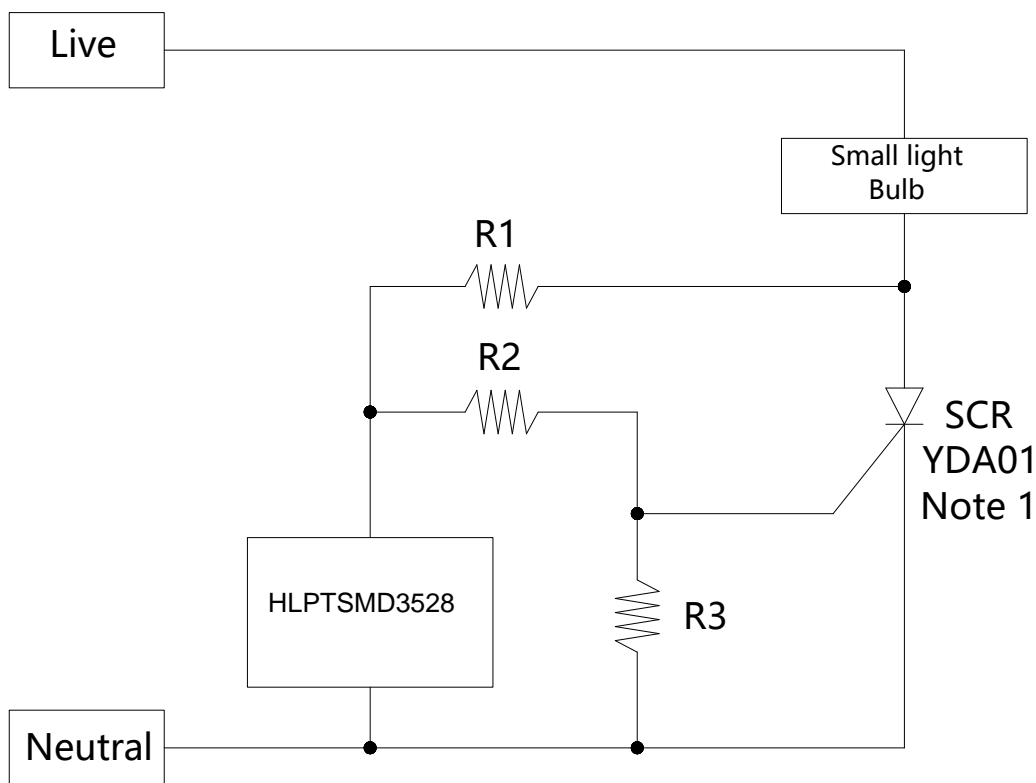 Live
Small light
Bulb
R1
R2
SCR
YDA01
Note 1
HLPTSMD3528
R3
Neutral